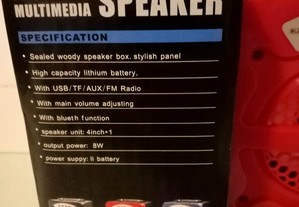 MULTIMEDIA SPEAKER
SPECIFICATION
Sealed woody speaker box. stylish panel
High capacity lithium battery.
With USB/TF/AUX/FM Radio
With main volume adjusting
With blueth function
speaker unit: 4inch*1
output power: 8W
power suppy: li battery